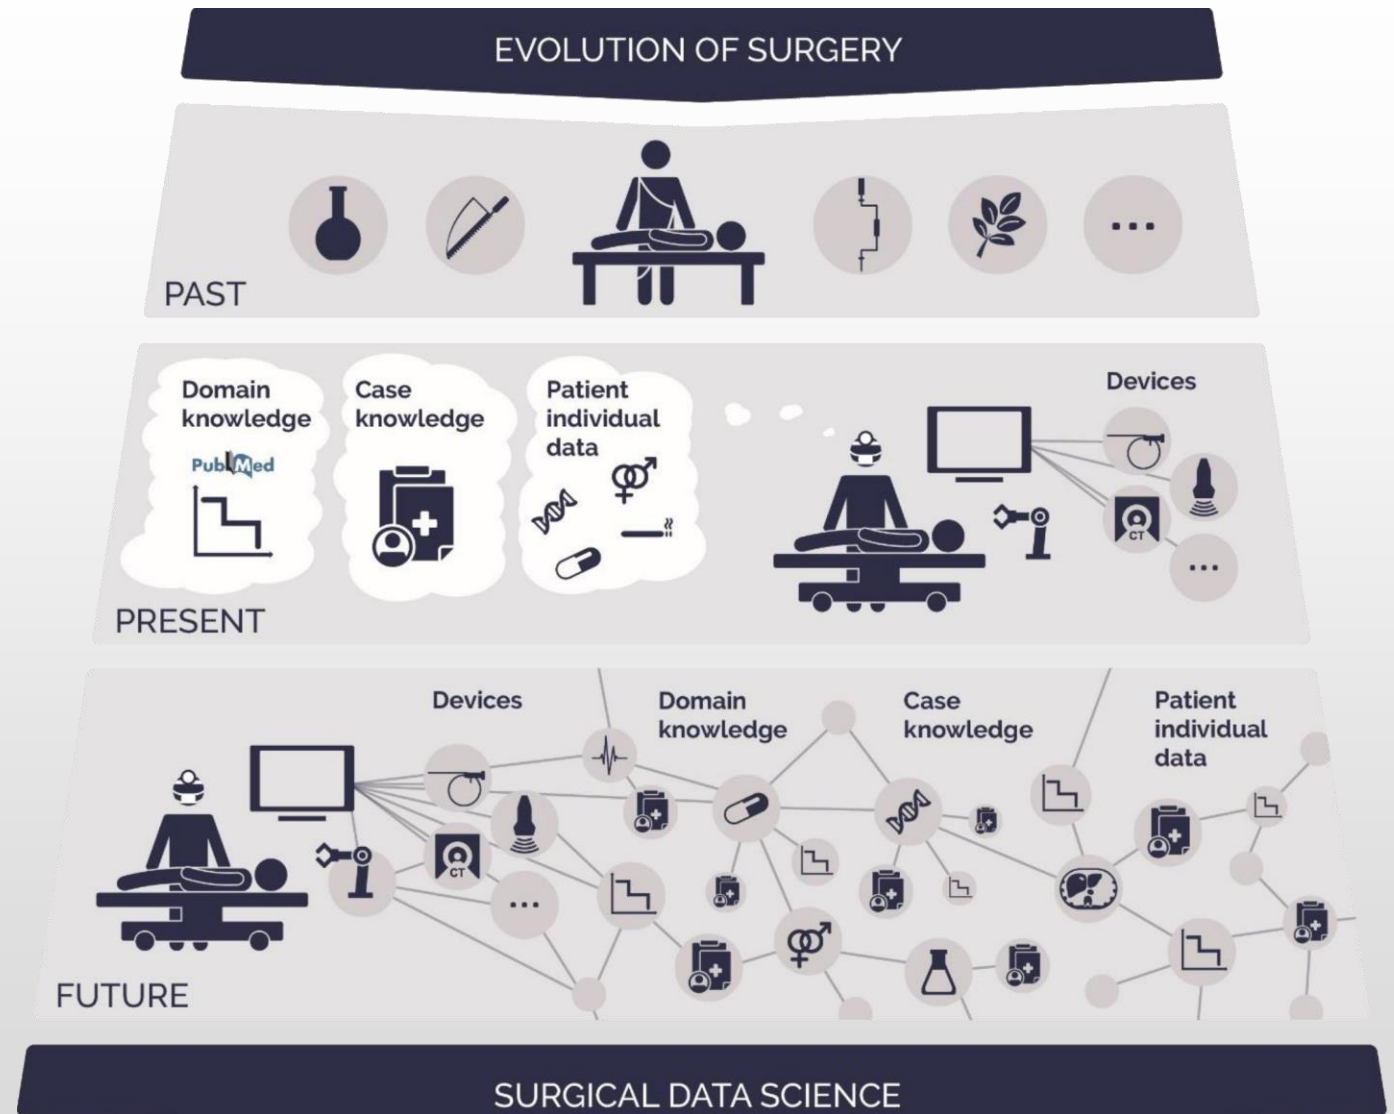 EVOLUTION OF SURGERY
PAST
Domain
knowledge
PubMed
Case
knowledge
Patient
individual
data
Devices
CT
PRESENT
Devices
Domain
knowledge
Case
knowledge
Patient
individual
data
CT
FUTURE
SURGICAL DATA SCIENCE